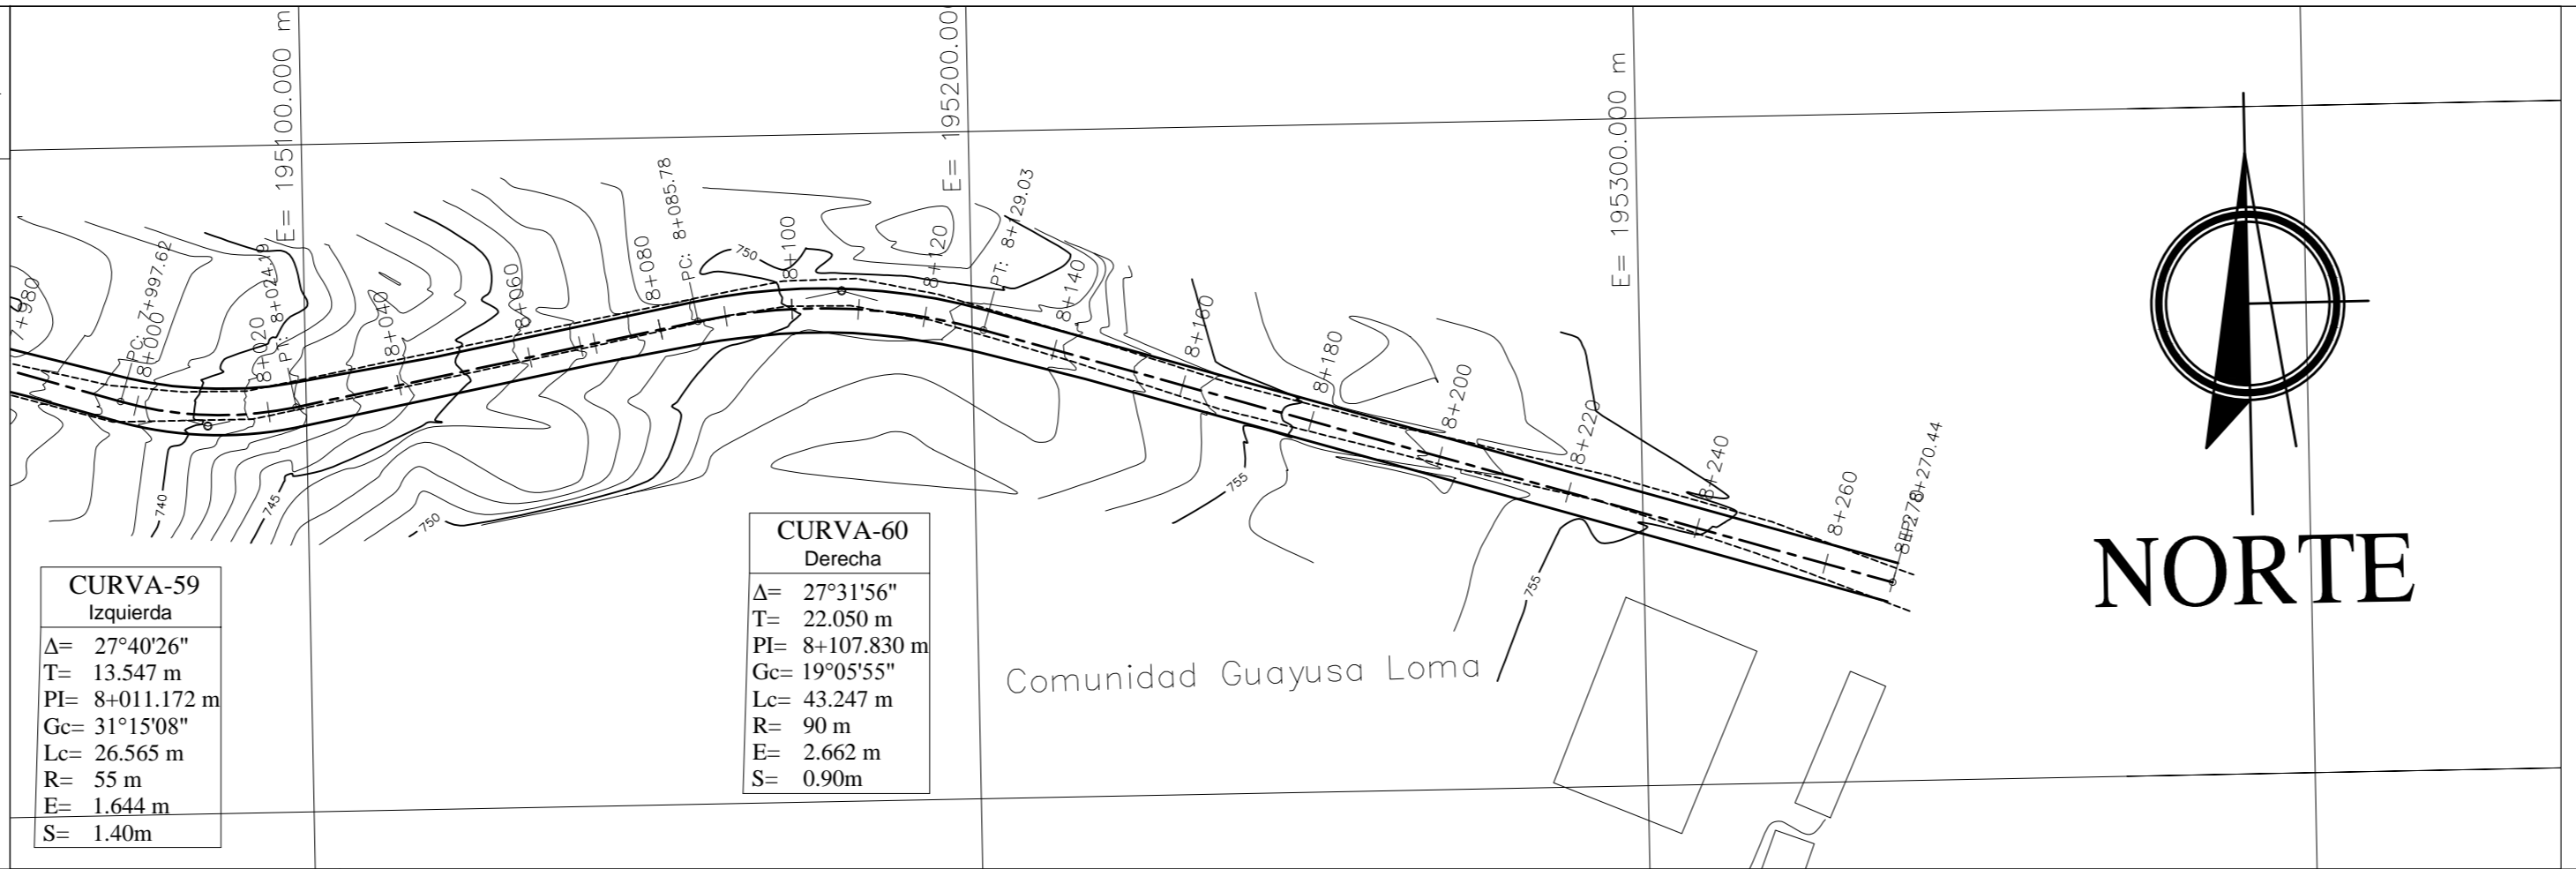 E= 195100.000 m
E= 195200.00
E= 195300.000 m
7+980
PC: 7+997.62
8+000
8+020
PT: 8+024.19
8+040
8+060
8+080
PC: 8+085.78
750
8+100
8+120
PT: 8+129.03
8+140
8+160
8+180
8+200
8+220
8+240
8+260
8+270.44
740
745
750
755
755
NORTE
Comunidad Guayusa Loma
CURVA-59
Izquierda
Δ= 27°40'26"
T= 13.547 m
PI= 8+011.172 m
Gc= 31°15'08"
Lc= 26.565 m
R= 55 m
E= 1.644 m
S= 1.40m
CURVA-60
Derecha
Δ= 27°31'56"
T= 22.050 m
PI= 8+107.830 m
Gc= 19°05'55"
Lc= 43.247 m
R= 90 m
E= 2.662 m
S= 0.90m